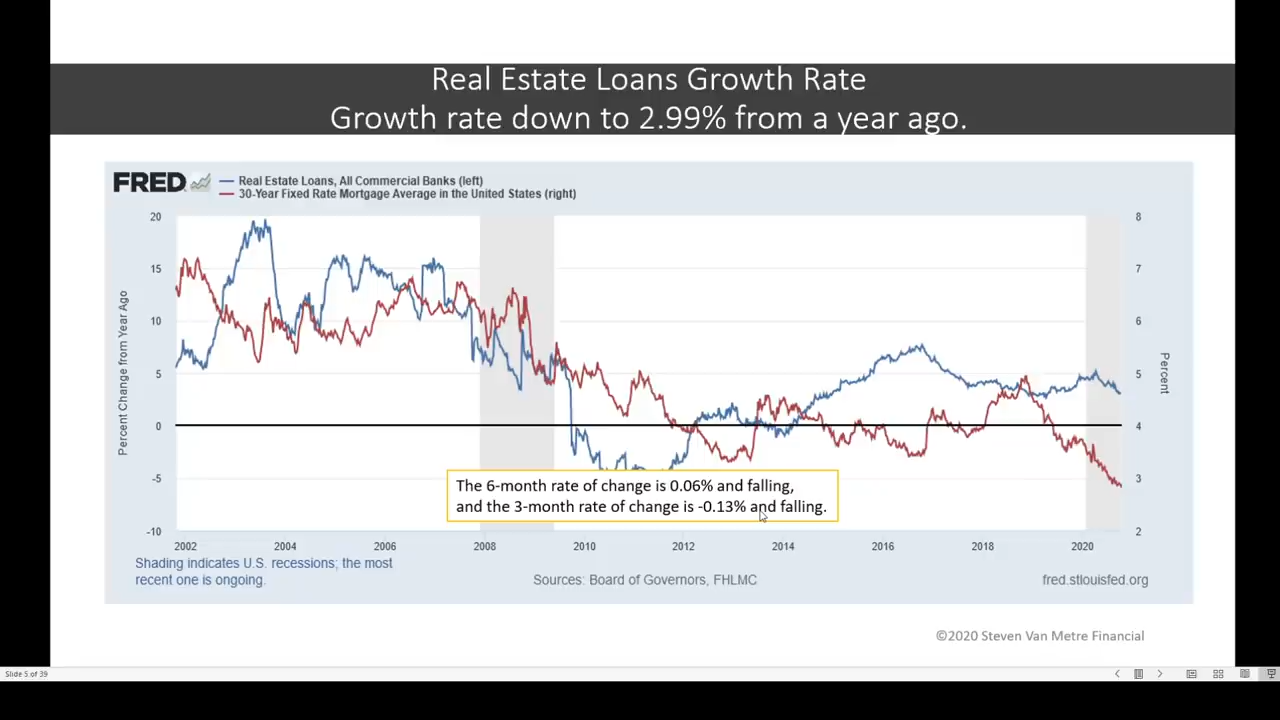 Real Estate Loans Growth Rate
Growth rate down to 2.99% from a year ago.
FRED
Real Estate Loans, All Commercial Banks (left)
30-Year Fixed Rate Mortgage Average in the United States (right)
Percent Change from Year Ago
20
15
10
5
0
-5
-10
8
7
6
5
4
3
2
Percent
The 6-month rate of change is 0.06% and falling,
and the 3-month rate of change is -0.13% and falling.
2002 2004 2006 2008 2010 2012 2014 2016 2018 2020
Shading indicates U.S. recessions; the most
recent one is ongoing.
Sources: Board of Governors, FHLMC
fred.stlouisfed.org
©2020 Steven Van Metre Financial
Slide 5 of 39